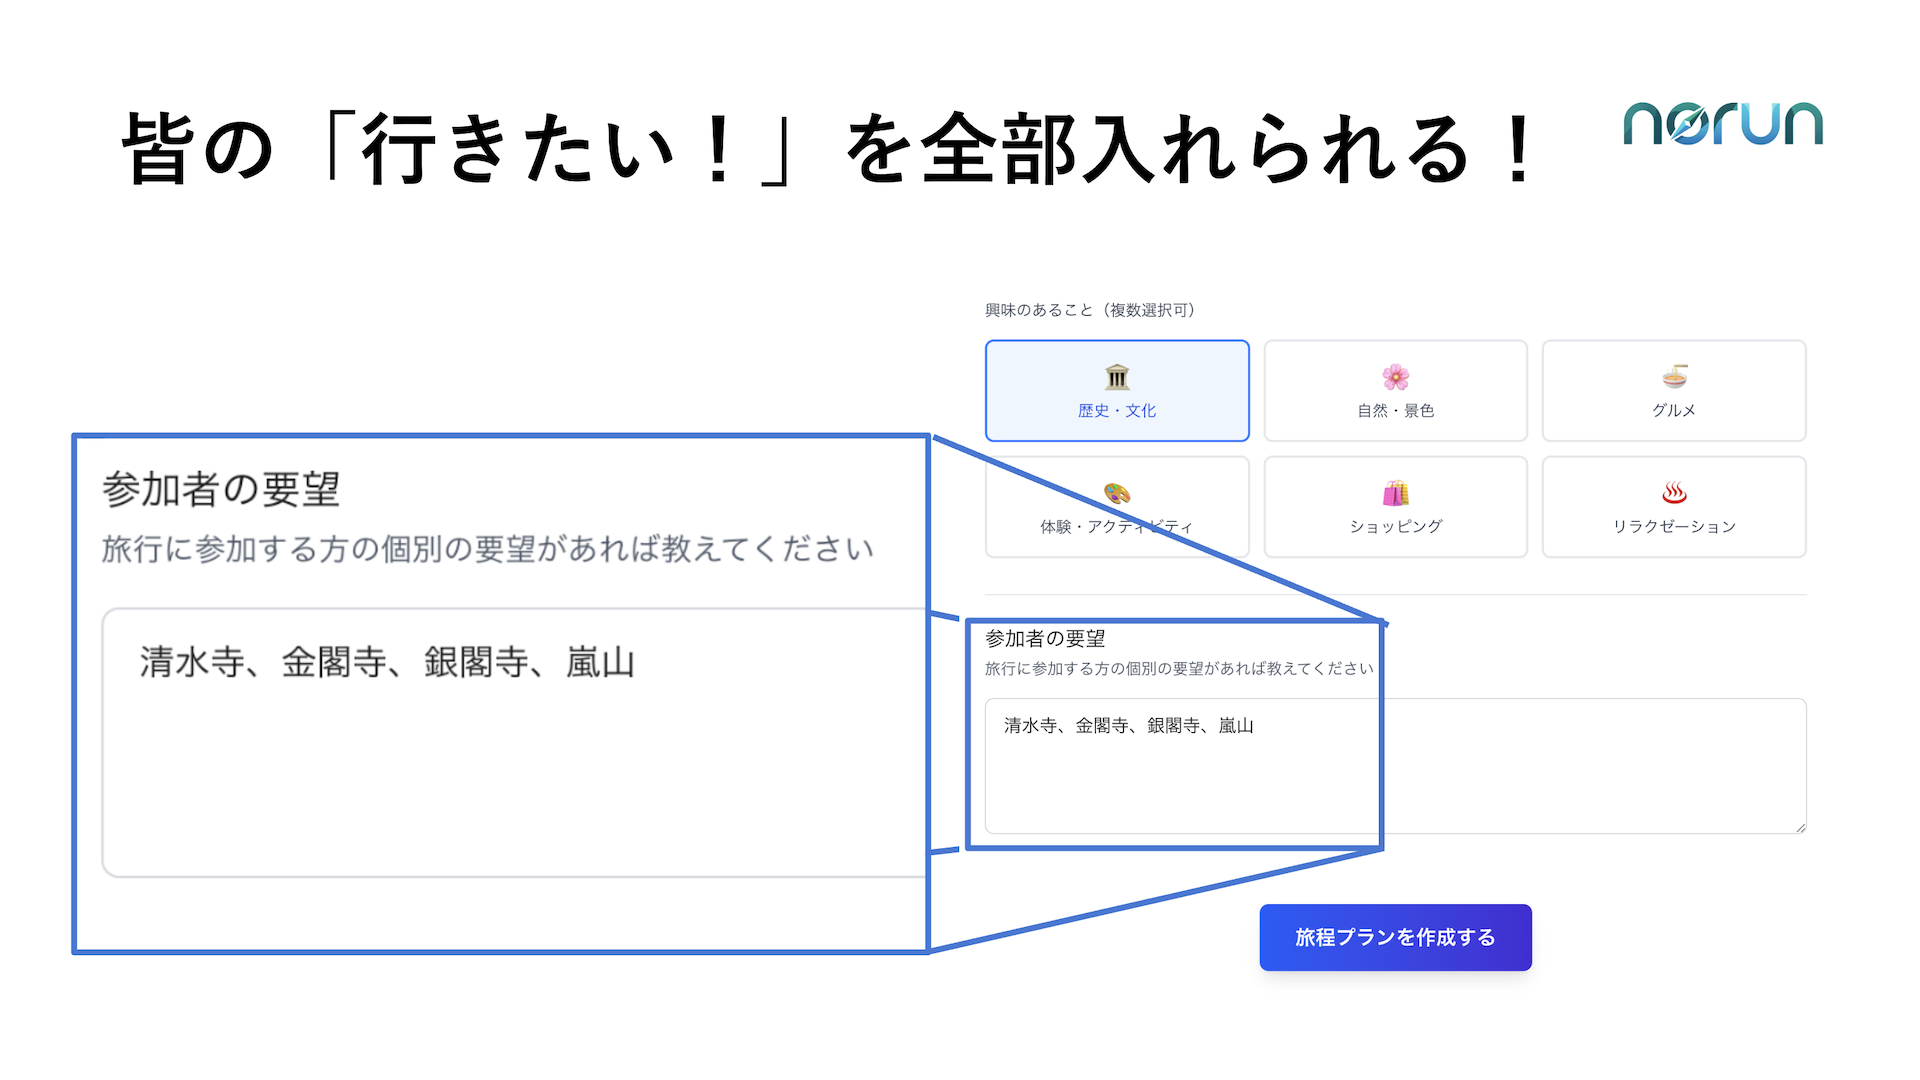 皆の「行きたい！」を全部入れられる！
norun
興味のあること（複数選択可）
歴史・文化
自然・景色
グルメ
体験・アクティビティ
ショッピング
リラクゼーション
参加者の要望
旅行に参加する方の個別の要望があれば教えてください
清水寺、金閣寺、銀閣寺、嵐山
参加者の要望
旅行に参加する方の個別の要望があれば教えてください
清水寺、金閣寺、銀閣寺、嵐山
旅程プランを作成する